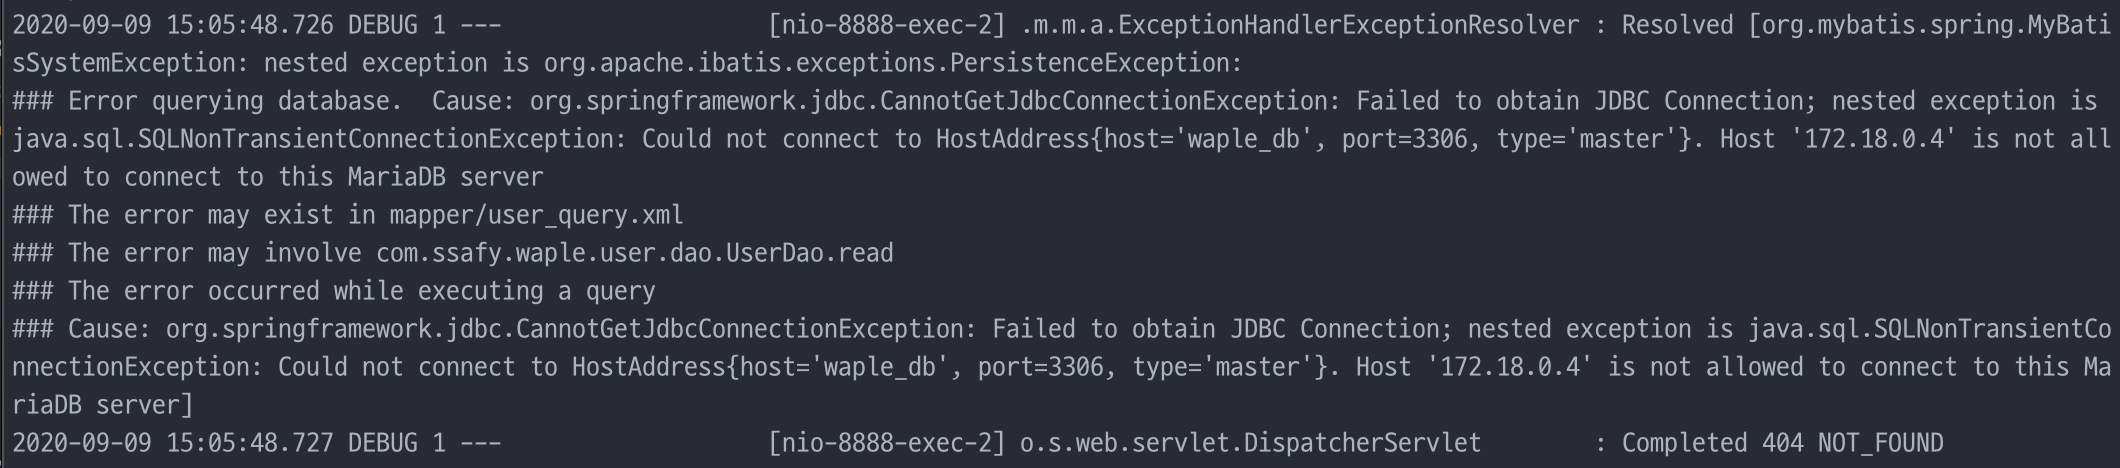 2020-09-09 15:05:48.726 DEBUG 1 ---                   [nio-8888-exec-2] .m.m.a.ExceptionHandlerExceptionResolver : Resolved [org.mybatis.spring.MyBati
sSystemException: nested exception is org.apache.ibatis.exceptions.PersistenceException:
### Error querying database.  Cause: org.springframework.jdbc.CannotGetJdbcConnectionException: Failed to obtain JDBC Connection; nested exception is
java.sql.SQLNonTransientConnectionException: Could not connect to HostAddress{host='waple_db', port=3306, type='master'}. Host '172.18.0.4' is not all
owed to connect to this MariaDB server
### The error may exist in mapper/user_query.xml
### The error may involve com.ssafy.waple.user.dao.UserDao.read
### The error occurred while executing a query
### Cause: org.springframework.jdbc.CannotGetJdbcConnectionException: Failed to obtain JDBC Connection; nested exception is java.sql.SQLNonTransientCo
nnectionException: Could not connect to HostAddress{host='waple_db', port=3306, type='master'}. Host '172.18.0.4' is not allowed to connect to this Ma
riaDB server]
2020-09-09 15:05:48.727 DEBUG 1 ---                   [nio-8888-exec-2] o.s.web.servlet.DispatcherServlet        : Completed 404 NOT_FOUND